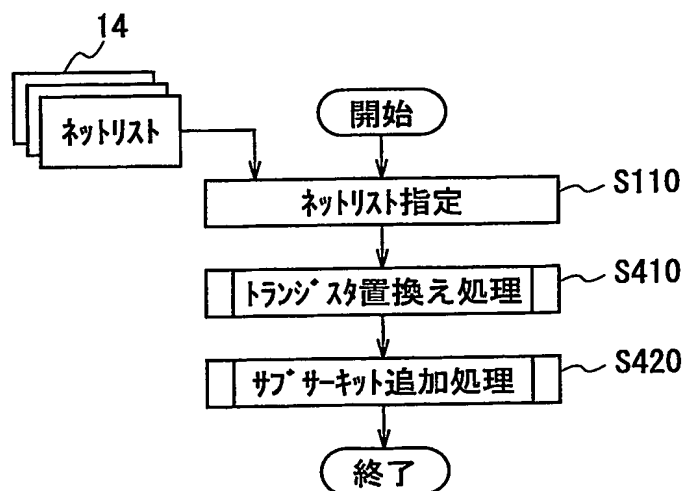 14
ﾈｯﾄﾘｽﾄ
開始
ﾈｯﾄﾘｽﾄ指定
S110
ﾄﾗﾝｼﾞｽﾀ置換え処理
S410
ｻﾌﾞｻｰｷｯﾄ追加処理
S420
終了